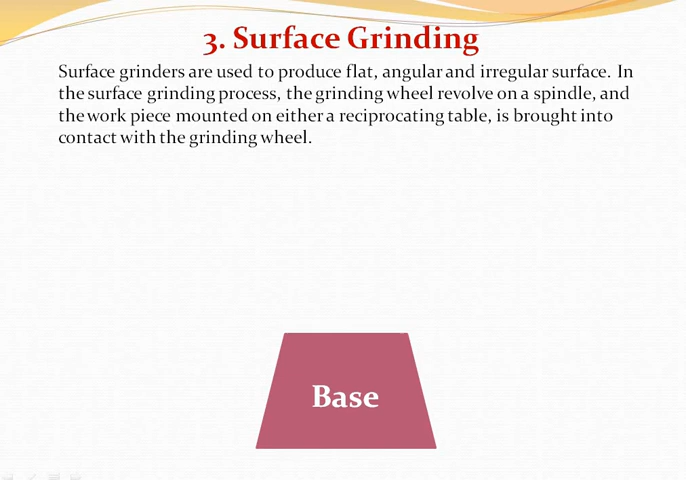 3. Surface Grinding
Surface grinders are used to produce flat, angular and irregular surface. In
the surface grinding process, the grinding wheel revolve on a spindle, and
the work piece mounted on either a reciprocating table, is brought into
contact with the grinding wheel.
Base